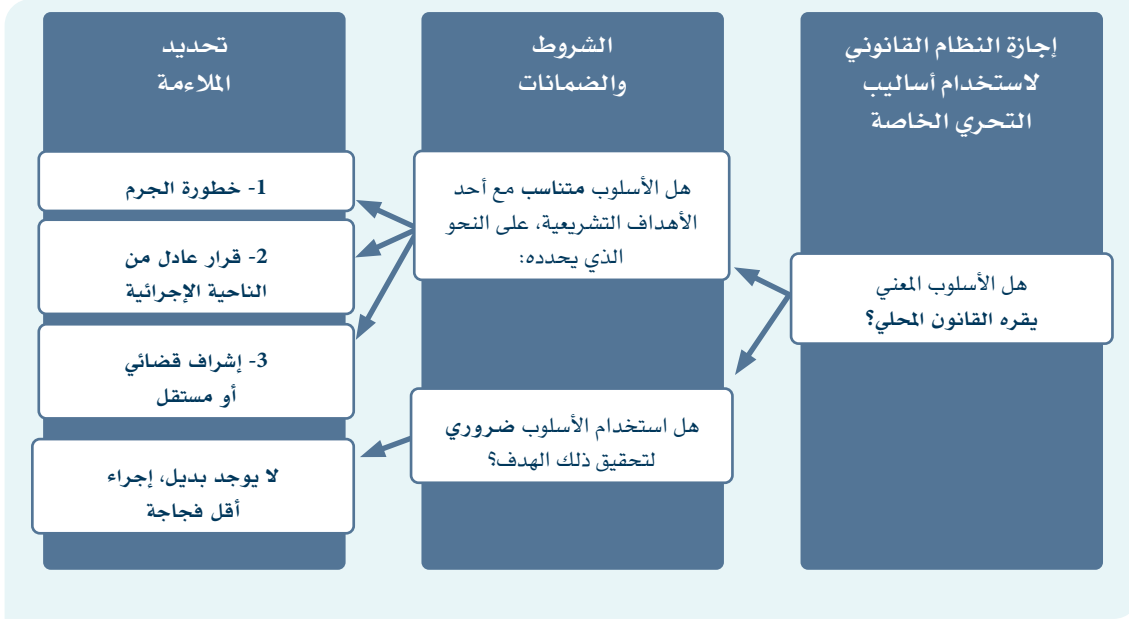 إجازة النظام القانوني
لاستخدام أساليب
التحري الخاصة
هل الأسلوب المعني
يقره القانون المحلي؟
الشروط
والضمانات
هل الأسلوب متناسب مع أحد
الأهداف التشريعية، على النحو
الذي يحدده:
هل استخدام الأسلوب ضروري
لتحقيق ذلك الهدف؟
تحديد
الملاءمة
1- خطورة الجرم
2- قرار عادل من
الناحية الإجرائية
3- إشراف قضائي
أو مستقل
لا يوجد بديل، إجراء
أقل فجاجة